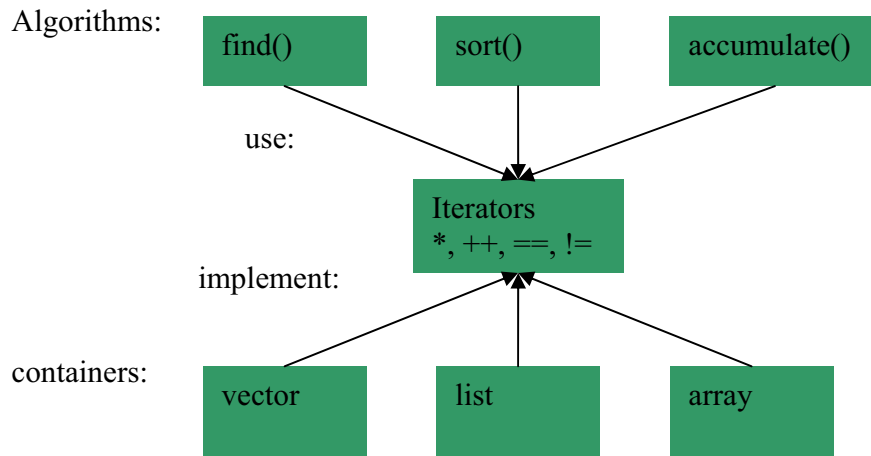 Algorithms:
find()
sort()
accumulate()
use:
Iterators
*, ++, ==, !=
implement:
containers:
vector
list
array